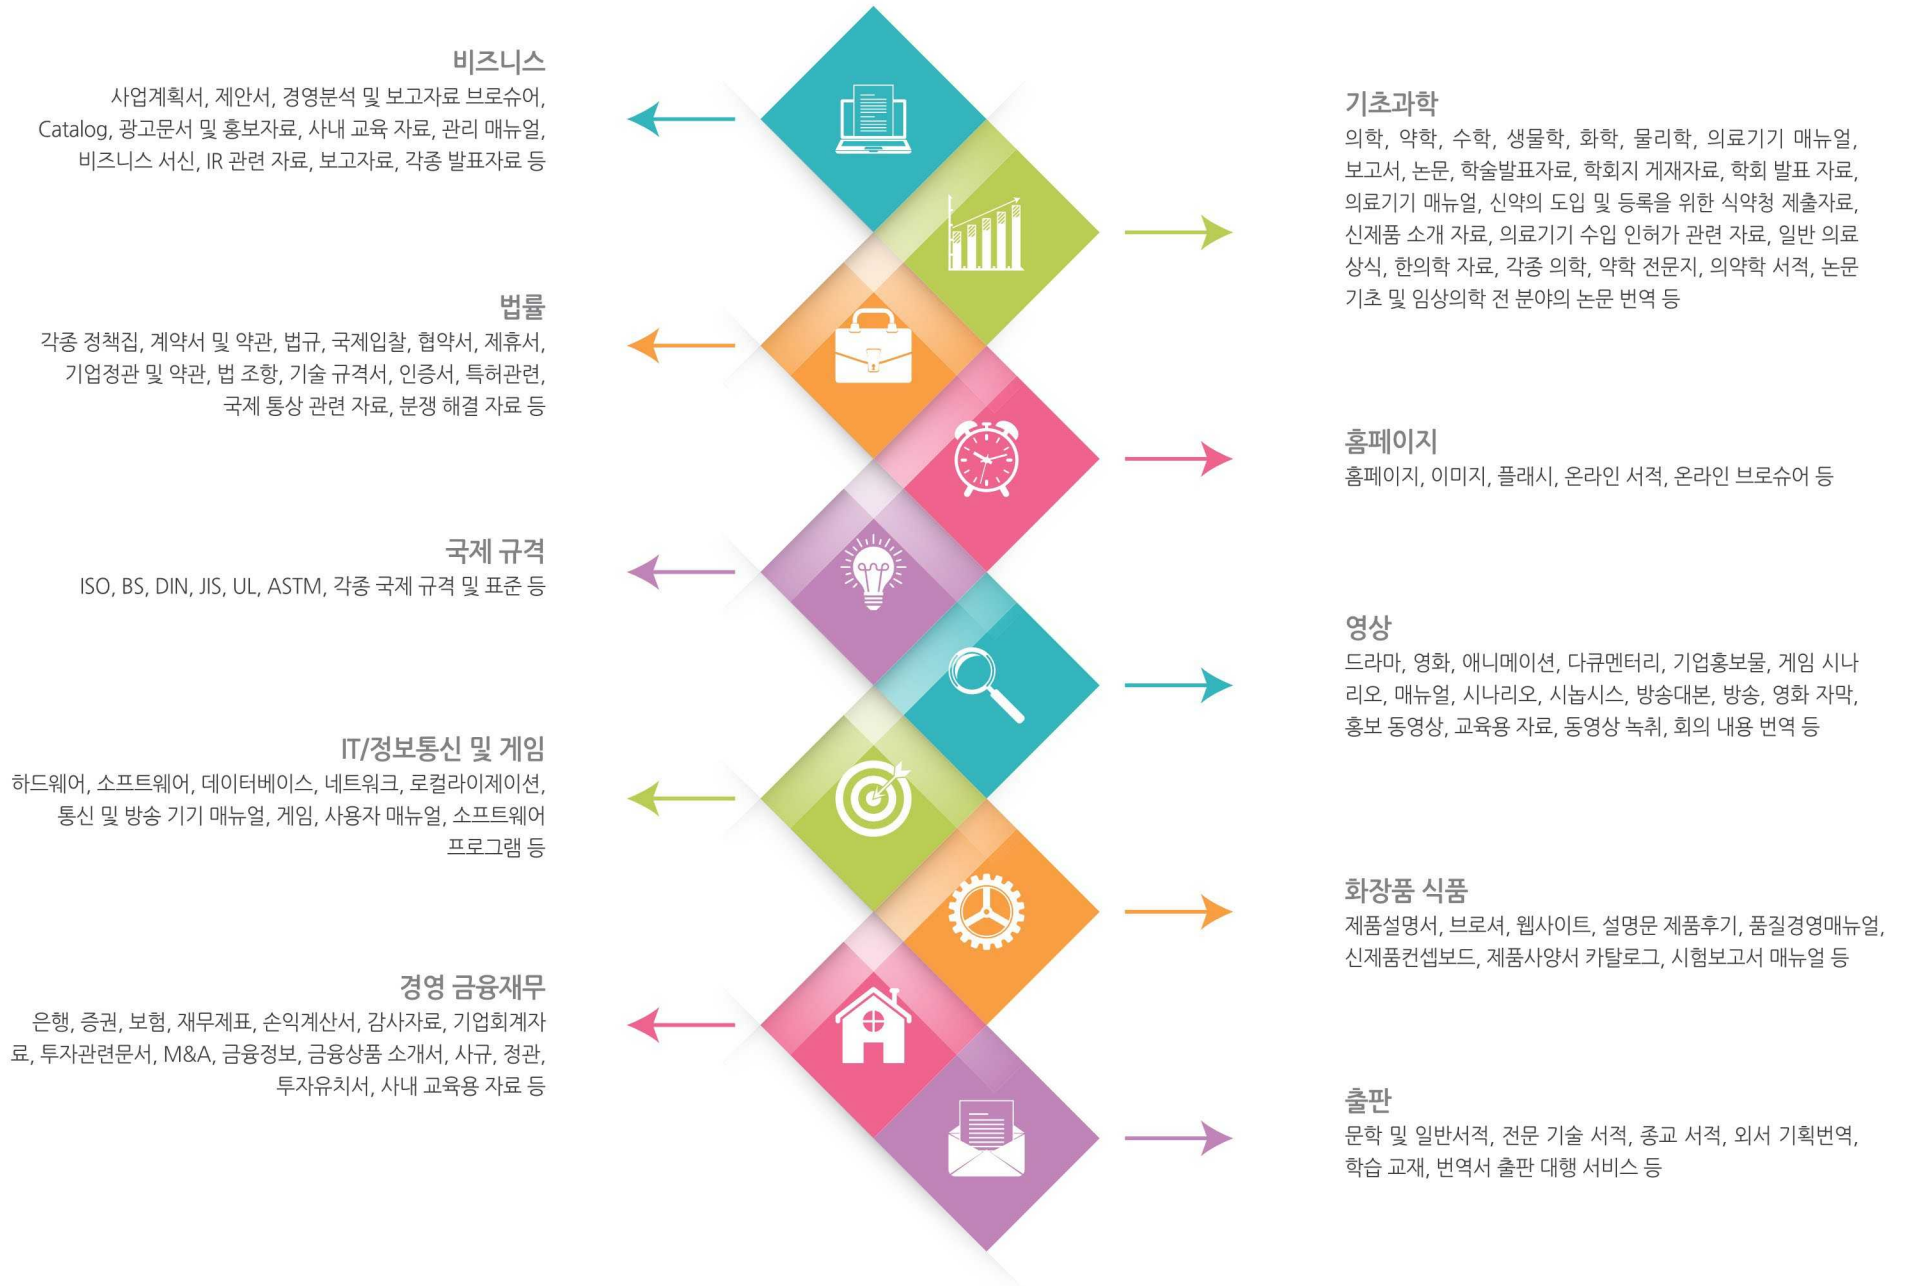 비즈니스
사업계획서, 제안서, 경영분석 및 보고자료 브로슈어,
Catalog, 광고문서 및 홍보자료, 사내 교육 자료, 관리 매뉴얼,
비즈니스 서신, IR 관련 자료, 보고자료, 각종 발표자료 등
법률
각종 정책집, 계약서 및 약관, 법규, 국제입찰, 협약서, 제휴서,
기업정관 및 약관, 법 조항, 기술 규격서, 인증서, 특허관련,
국제 통상 관련 자료, 분쟁 해결 자료 등
국제 규격
ISO, BS, DIN, JIS, UL, ASTM, 각종 국제 규격 및 표준 등
IT/정보통신 및 게임
하드웨어, 소프트웨어, 데이터베이스, 네트워크, 로컬라이제이션,
통신 및 방송 기기 매뉴얼, 게임, 사용자 매뉴얼, 소프트웨어
프로그램 등
경영 금융재무
은행, 증권, 보험, 재무제표, 손익계산서, 감사자료, 기업회계자
료, 투자관련문서, M&A, 금융정보, 금융상품 소개서, 사규, 정관,
투자유치서, 사내 교육용 자료 등
기초과학
의학, 약학, 수학, 생물학, 화학, 물리학, 의료기기 매뉴얼,
보고서, 논문, 학술발표자료, 학회지 게재자료, 학회 발표 자료,
의료기기 매뉴얼, 신약의 도입 및 등록을 위한 식약청 제출자료,
신제품 소개 자료, 의료기기 수입 인허가 관련 자료, 일반 의료
상식, 한의학 자료, 각종 의학, 약학 전문지, 의약학 서적, 논문
기초 및 임상의학 전 분야의 논문 번역 등
홈페이지
홈페이지, 이미지, 플래시, 온라인 서적, 온라인 브로슈어 등
영상
드라마, 영화, 애니메이션, 다큐멘터리, 기업홍보물, 게임 시나
리오, 매뉴얼, 시나리오, 시놉시스, 방송대본, 방송, 영화 자막,
홍보 동영상, 교육용 자료, 동영상 녹취, 회의 내용 번역 등
화장품 식품
제품설명서, 브로셔, 웹사이트, 설명문 제품후기, 품질경영매뉴얼,
신제품컨셉보드, 제품사양서 카탈로그, 시험보고서 매뉴얼 등
출판
문학 및 일반서적, 전문 기술 서적, 종교 서적, 외서 기획번역,
학습 교재, 번역서 출판 대행 서비스 등